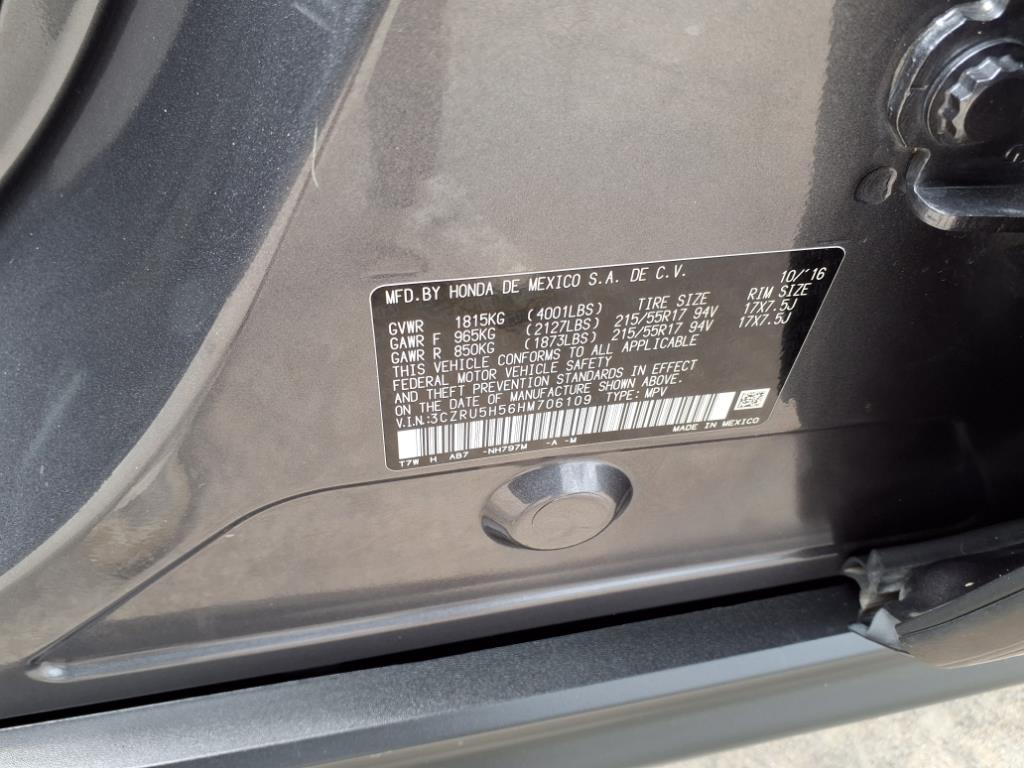 MFD.BY HONDA DE MEXICO S.A. DE C.V. 10/'16
GVWR 1815KG (4001LBS) TIRE SIZE RIM SIZE
GAWR F 965KG (2127LBS) 215/55R17 94V 17X7.5J
GAWR R 850KG (1873LBS) 215/55R17 94V 17X7.5J
THIS VEHICLE CONFORMS TO ALL APPLICABLE
FEDERAL MOTOR VEHICLE SAFETY
AND THEFT PREVENTION STANDARDS IN EFFECT
ON THE DATE OF MANUFACTURE SHOWN ABOVE.
V.I.N:3CZRU5H56HM706109 TYPE: MPV
T7W H AB7 -NH797M -A -M MADE IN MEXICO